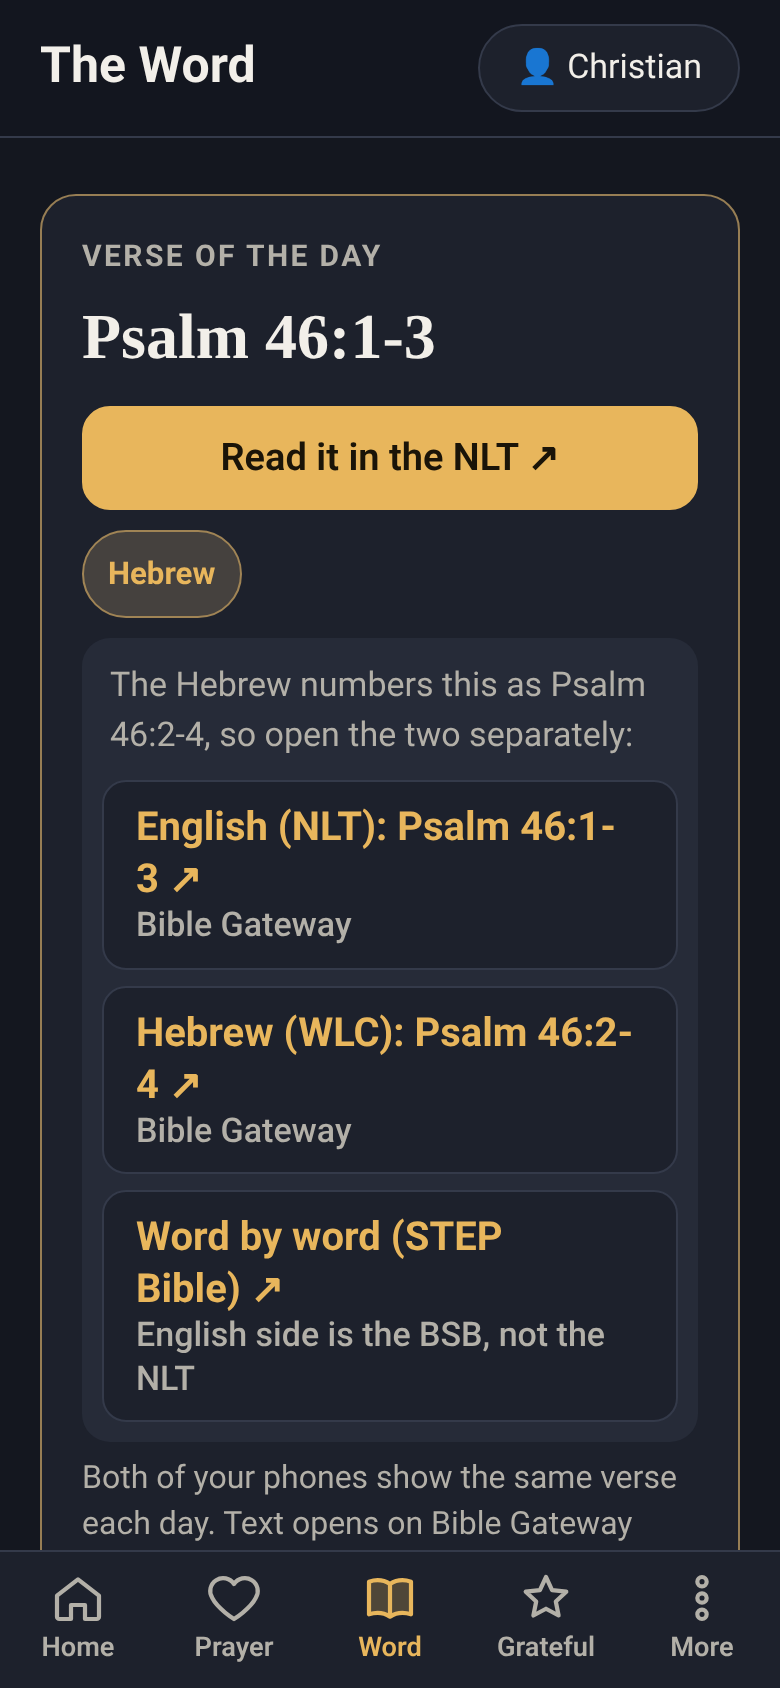 The Word
Christian
VERSE OF THE DAY
Psalm 46:1-3
Read it in the NLT ↗
Hebrew
The Hebrew numbers this as Psalm
46:2-4, so open the two separately:
English (NLT): Psalm 46:1-
3 ↗
Bible Gateway
Hebrew (WLC): Psalm 46:2-
4 ↗
Bible Gateway
Word by word (STEP
Bible) ↗
English side is the BSB, not the
NLT
Both of your phones show the same verse
each day. Text opens on Bible Gateway
Home
Prayer
Word
Grateful
More